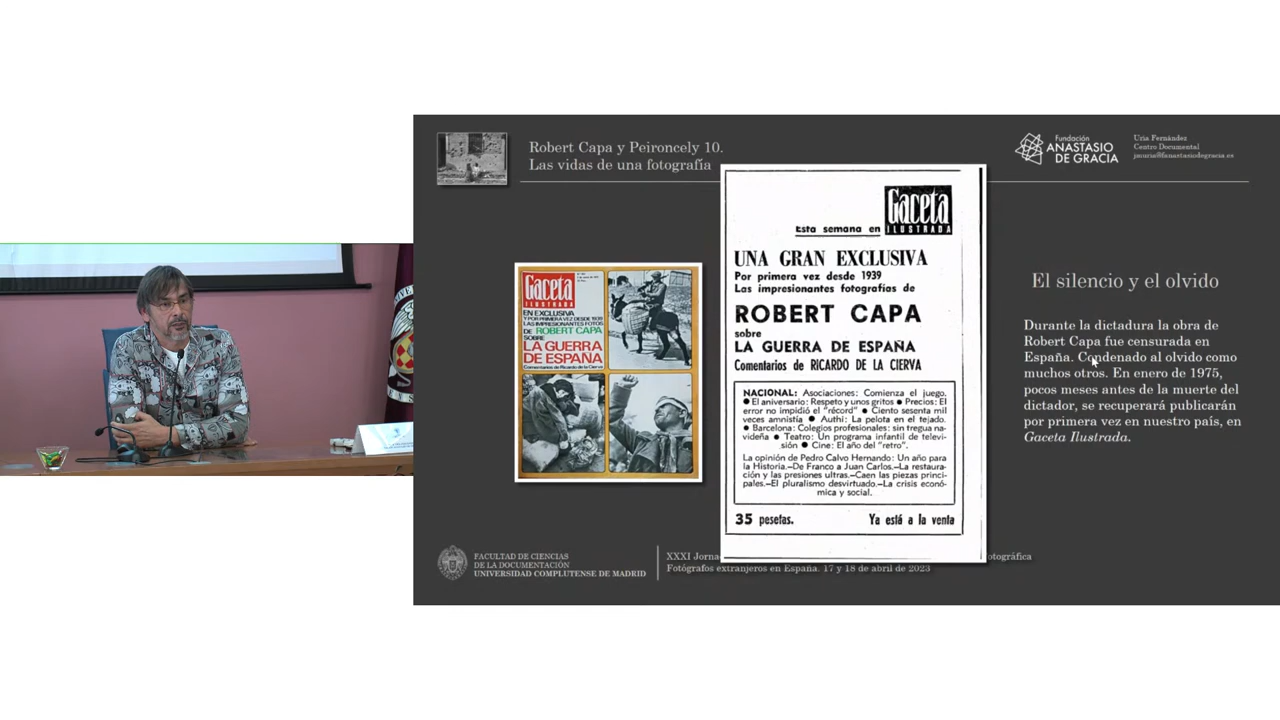 Robert Capa y Peironcely 10.
Las vidas de una fotografía
Fundación
ANASTASIO
DE GRACIA
Uría Fernández
Centro Documental
jmuria@fanastasiodegracia.es
Gaceta
ILUSTRADA
EN EXCLUSIVA
Y POR PRIMERA VEZ DESDE 1939
LAS IMPRESIONANTES FOTOS
DE ROBERT CAPA
SOBRE
LA GUERRA
DE ESPAÑA
Comentarios de Ricardo de la Cierva
Esta semana en
Gaceta
ILUSTRADA
UNA GRAN EXCLUSIVA
Por primera vez desde 1939
Las impresionantes fotografías de
ROBERT CAPA
sobre
LA GUERRA DE ESPAÑA
Comentarios de RICARDO DE LA CIERVA
NACIONAL: Asociaciones: Comienza el juego.
● El aniversario: Respeto y unos gritos ● Precios: El
error no impidió el "récord" ● Ciento sesenta mil
veces amnistía ● Authi: La pelota en el tejado.
● Barcelona: Colegios profesionales: sin tregua na-
videña ● Teatro: Un programa infantil de televi-
sión ● Cine: El año del "retro".
La opinión de Pedro Calvo Hernando: Un año para
la Historia.—De Franco a Juan Carlos.—La restaura-
ción y las presiones ultras.—Caen las piezas princi-
pales.—El pluralismo desvirtuado.—La crisis econó-
mica y social.
35 pesetas.
Ya está a la venta
El silencio y el olvido
Durante la dictadura la obra de
Robert Capa fue censurada en
España. Condenado al olvido como
muchos otros. En enero de 1975,
pocos meses antes de la muerte del
dictador, se recuperará publicarán
por primera vez en nuestro país, en
Gaceta Ilustrada.
FACULTAD DE CIENCIAS
DE LA DOCUMENTACIÓN
UNIVERSIDAD COMPLUTENSE DE MADRID
XXXI Jorna
otográfica
Fotógrafos extranjeros en España. 17 y 18 de abril de 2023